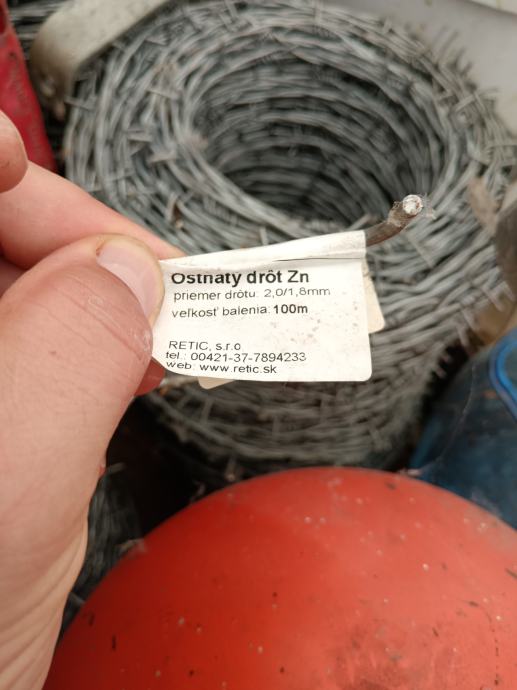 Ostnatý drôt Zn
priemer drôtu: 2,0/1,8mm
veľkosť balenia: 100m
RETIC, s.r.o
tel.: 00421-37-7894233
web: www.retic.sk